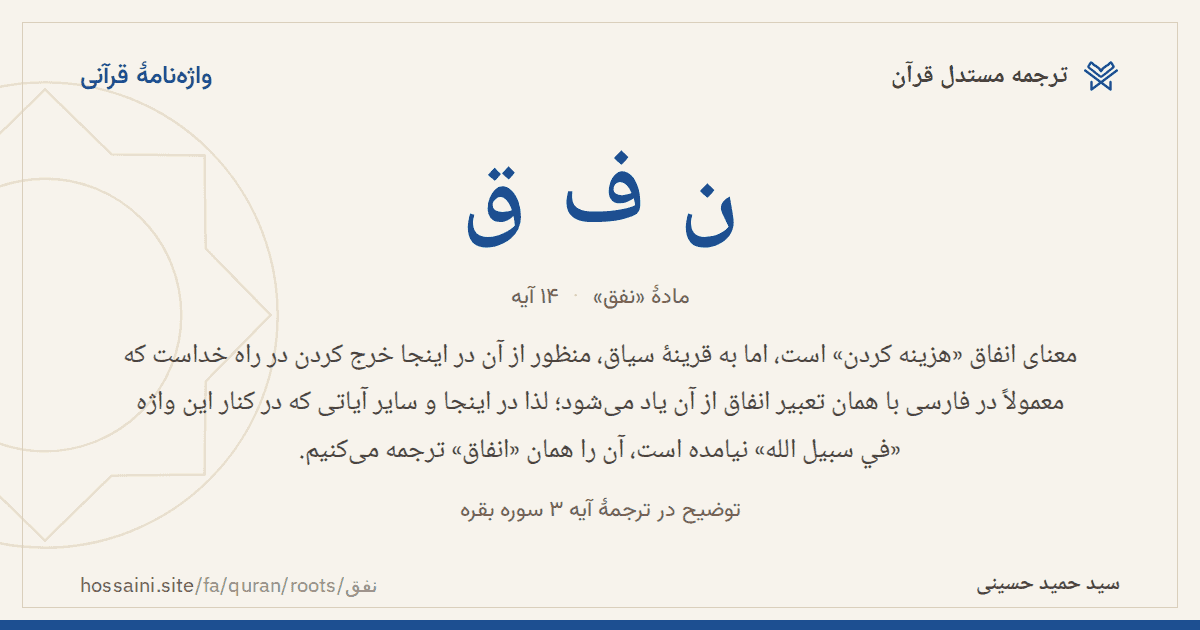 ترجمه مستدل قرآن
واژه‌نامهٔ قرآنی
ن ف ق
مادهٔ «نفق» · ۱۴ آیه
معنای انفاق «هزینه کردن» است، اما به قرینهٔ سیاق، منظور از آن در اینجا خرج کردن در راه خداست که
معمولاً در فارسی با همان تعبیر انفاق از آن یاد می‌شود؛ لذا در اینجا و سایر آیاتی که در کنار این واژه
«في سبیل الله» نیامده است، آن را همان «انفاق» ترجمه می‌کنیم.
توضیح در ترجمهٔ آیه ۳ سوره بقره
سید حمید حسینی
hossaini.site/fa/quran/roots/نفق